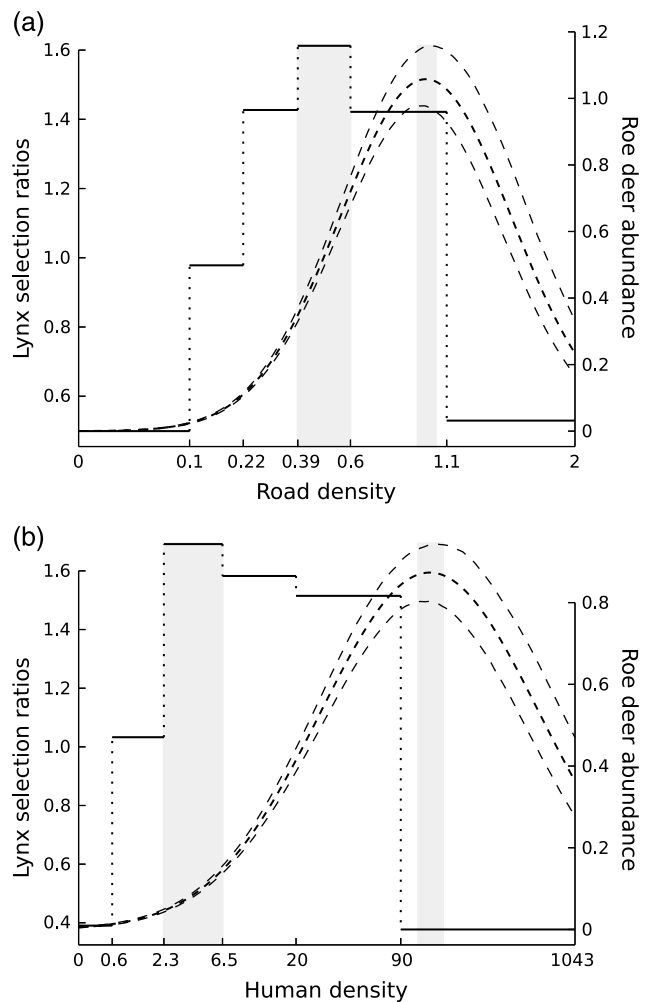 (a)
1.6
1.4
1.2
1.0
0.8
0.6
Lynx selection ratios
1.2
1.0
0.8
0.6
0.4
0.2
0
Roe deer abundance
0 0.1 0.22 0.39 0.6 1.1 2
Road density
(b)
1.6
1.4
1.2
1.0
0.8
0.6
0.4
Lynx selection ratios
0.8
0.6
0.4
0.2
0
Roe deer abundance
0 0.6 2.3 6.5 20 90 1043
Human density